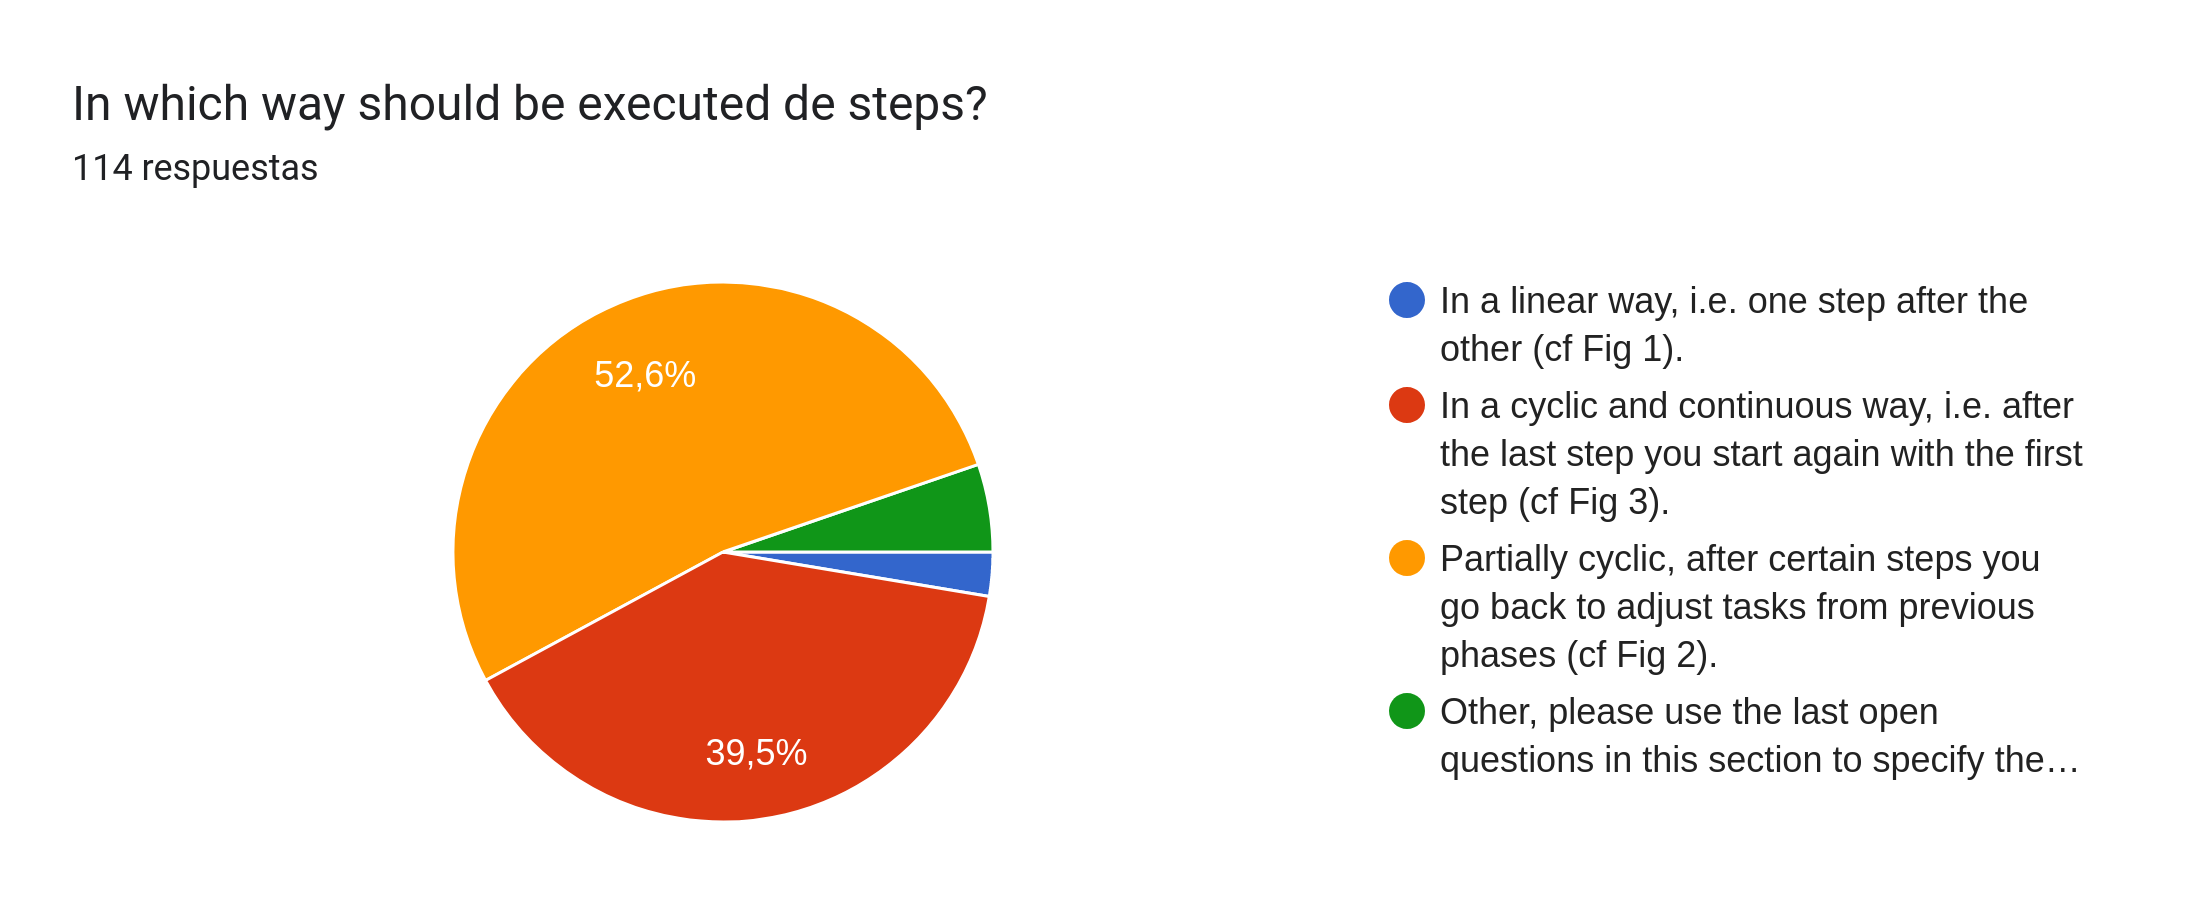 In which way should be executed de steps?
114 respuestas
52,6%
39,5%
In a linear way, i.e. one step after the
other (cf Fig 1).
In a cyclic and continuous way, i.e. after
the last step you start again with the first
step (cf Fig 3).
Partially cyclic, after certain steps you
go back to adjust tasks from previous
phases (cf Fig 2).
Other, please use the last open
questions in this section to specify the…